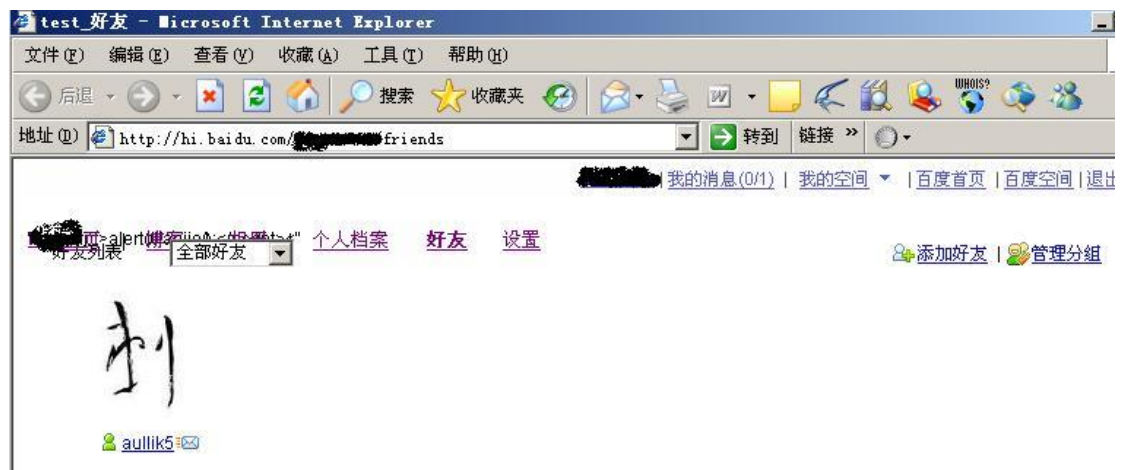 test_好友 - Microsoft Internet Explorer
文件(F) 编辑(E) 查看(V) 收藏(A) 工具(T) 帮助(H)
后退 搜索 收藏夹 W WHOIS?
地址(D) http://hi.baidu.com/ friends 转到 链接 »
我的消息(0/1) | 我的空间 | 百度首页 | 百度空间 | 退出
个人档案 好友 设置
好友列表 全部好友 添加好友 | 管理分组
刺
aullik5